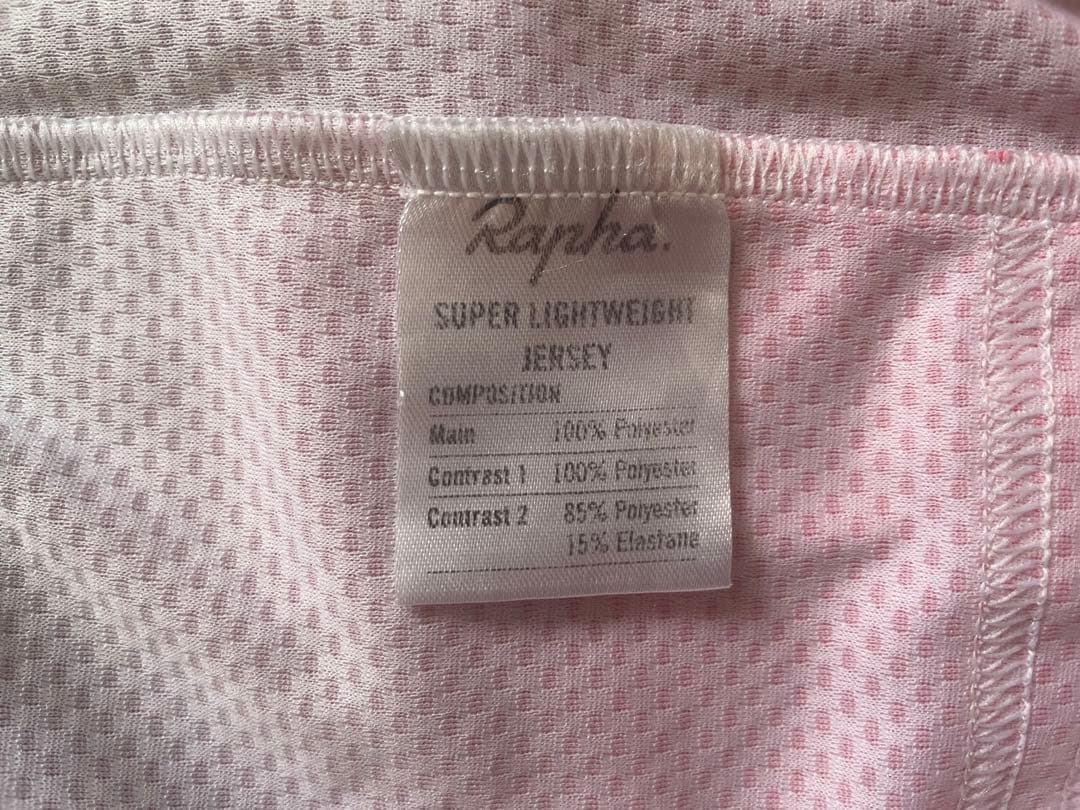 Rapha.
SUPER LIGHTWEIGHT
JERSEY
COMPOSITION
Main 100% Polyester
Contrast 1 100% Polyester
Contrast 2 85% Polyester
15% Elastane